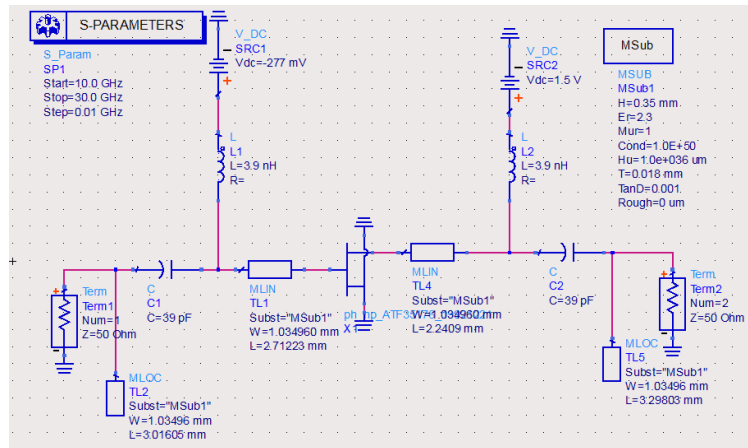 S-PARAMETERS
S_Param
SP1
Start=10.0 GHz
Stop=30.0 GHz
Step=0.01 GHz
V_DC
SRC1
Vdc=-277 mV
V_DC
SRC2
Vdc=1.5 V
MSub
MSUB
MSub1
H=0.35 mm
Er=2.3
Mur=1
Cond=1.0E+50
Hu=1.0e+036 um
T=0.018 mm
TanD=0.001
Rough=0 um
L
L1
L=3.9 nH
R=
L
L2
L=3.9 nH
R=
Term
Term1
Num=1
Z=50 Ohm
C
C1
C=39 pF
MLIN
TL1
Subst="MSub1"
W=1.034960 mm
L=2.71223 mm
X1
MLIN
TL4
Subst="MSub1"
W=1.034960 mm
L=2.2409 mm
C
C2
C=39 pF
Term
Term2
Num=2
Z=50 Ohm
MLOC
TL2
Subst="MSub1"
W=1.03496 mm
L=3.01605 mm
MLOC
TL5
Subst="MSub1"
W=1.03496 mm
L=3.29803 mm